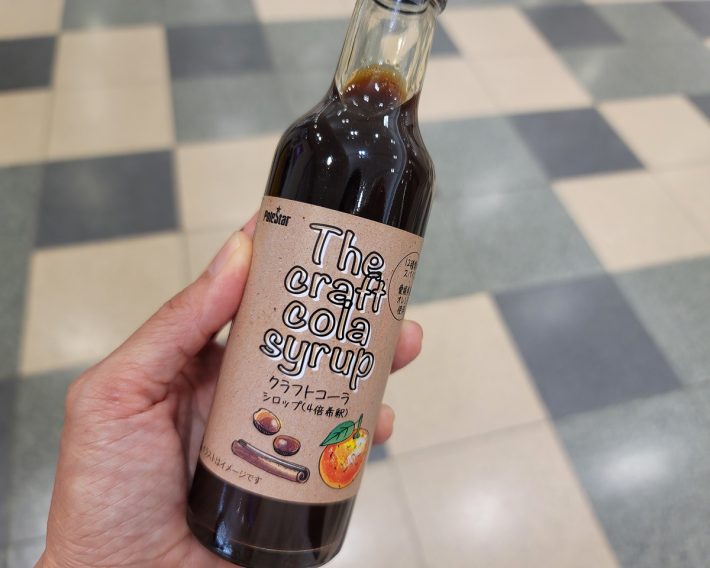 PoleStar
The
craft
cola
syrup
クラフトコーラ
シロップ(4倍希釈)
イラストはイメージです